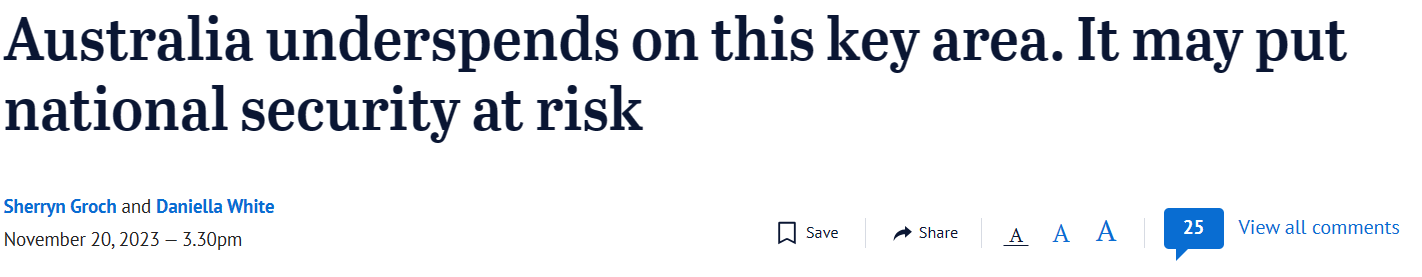 Australia underspends on this key area. It may put
national security at risk
Sherryn Groch and Daniella White
November 20, 2023 — 3.30pm
Save
Share
A A A
25
View all comments